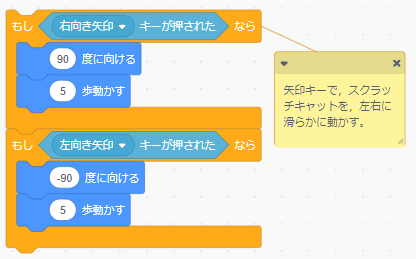 もし 右向き矢印 キーが押された なら
90 度に向ける
5 歩動かす
もし 左向き矢印 キーが押された なら
-90 度に向ける
5 歩動かす
矢印キーで，スクラッ
チキャットを，左右に
滑らかに動かす。